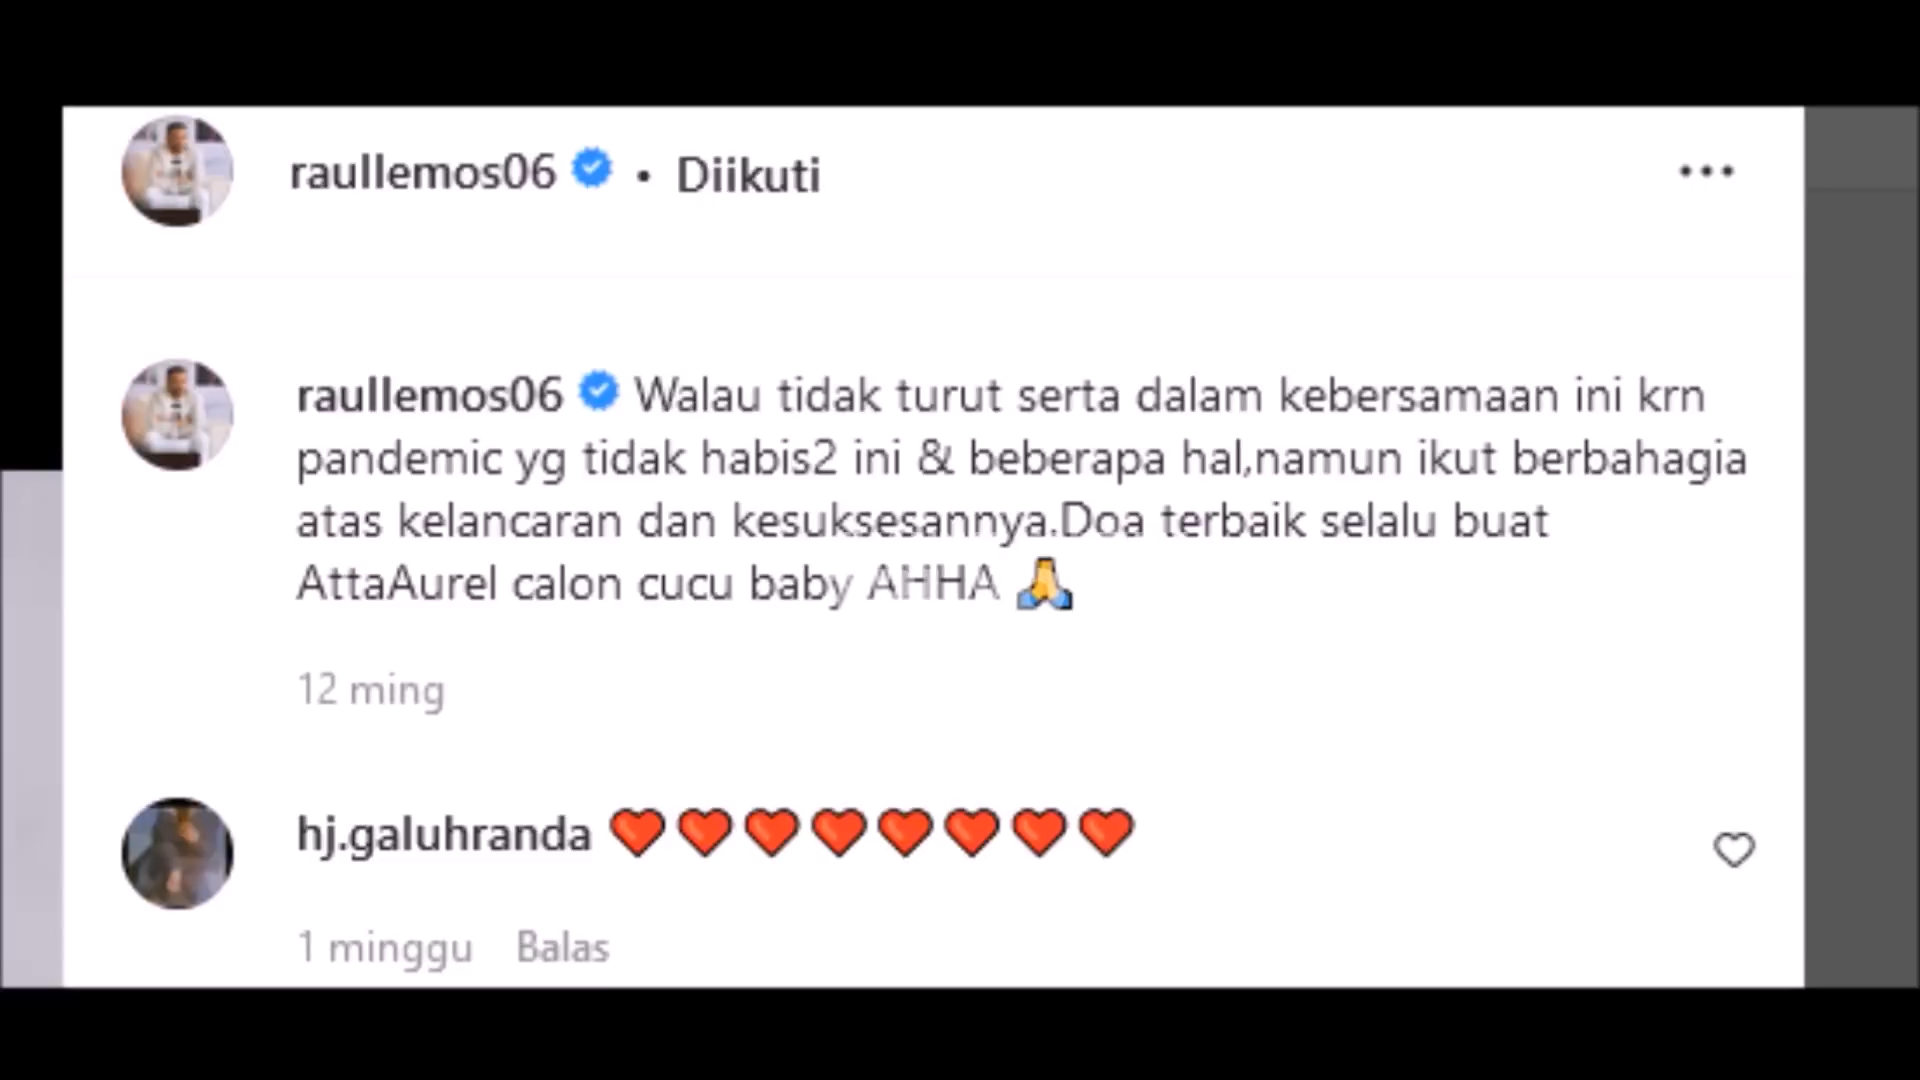 raullemos06 • Diikuti
raullemos06 Walau tidak turut serta dalam kebersamaan ini krn
pandemic yg tidak habis2 ini & beberapa hal,namun ikut berbahagia
atas kelancaran dan kesuksesannya.Doa terbaik selalu buat
AttaAurel calon cucu baby AHHA 🙏
12 ming
hj.galuhranda ❤️❤️❤️❤️❤️❤️❤️❤️
1 minggu Balas